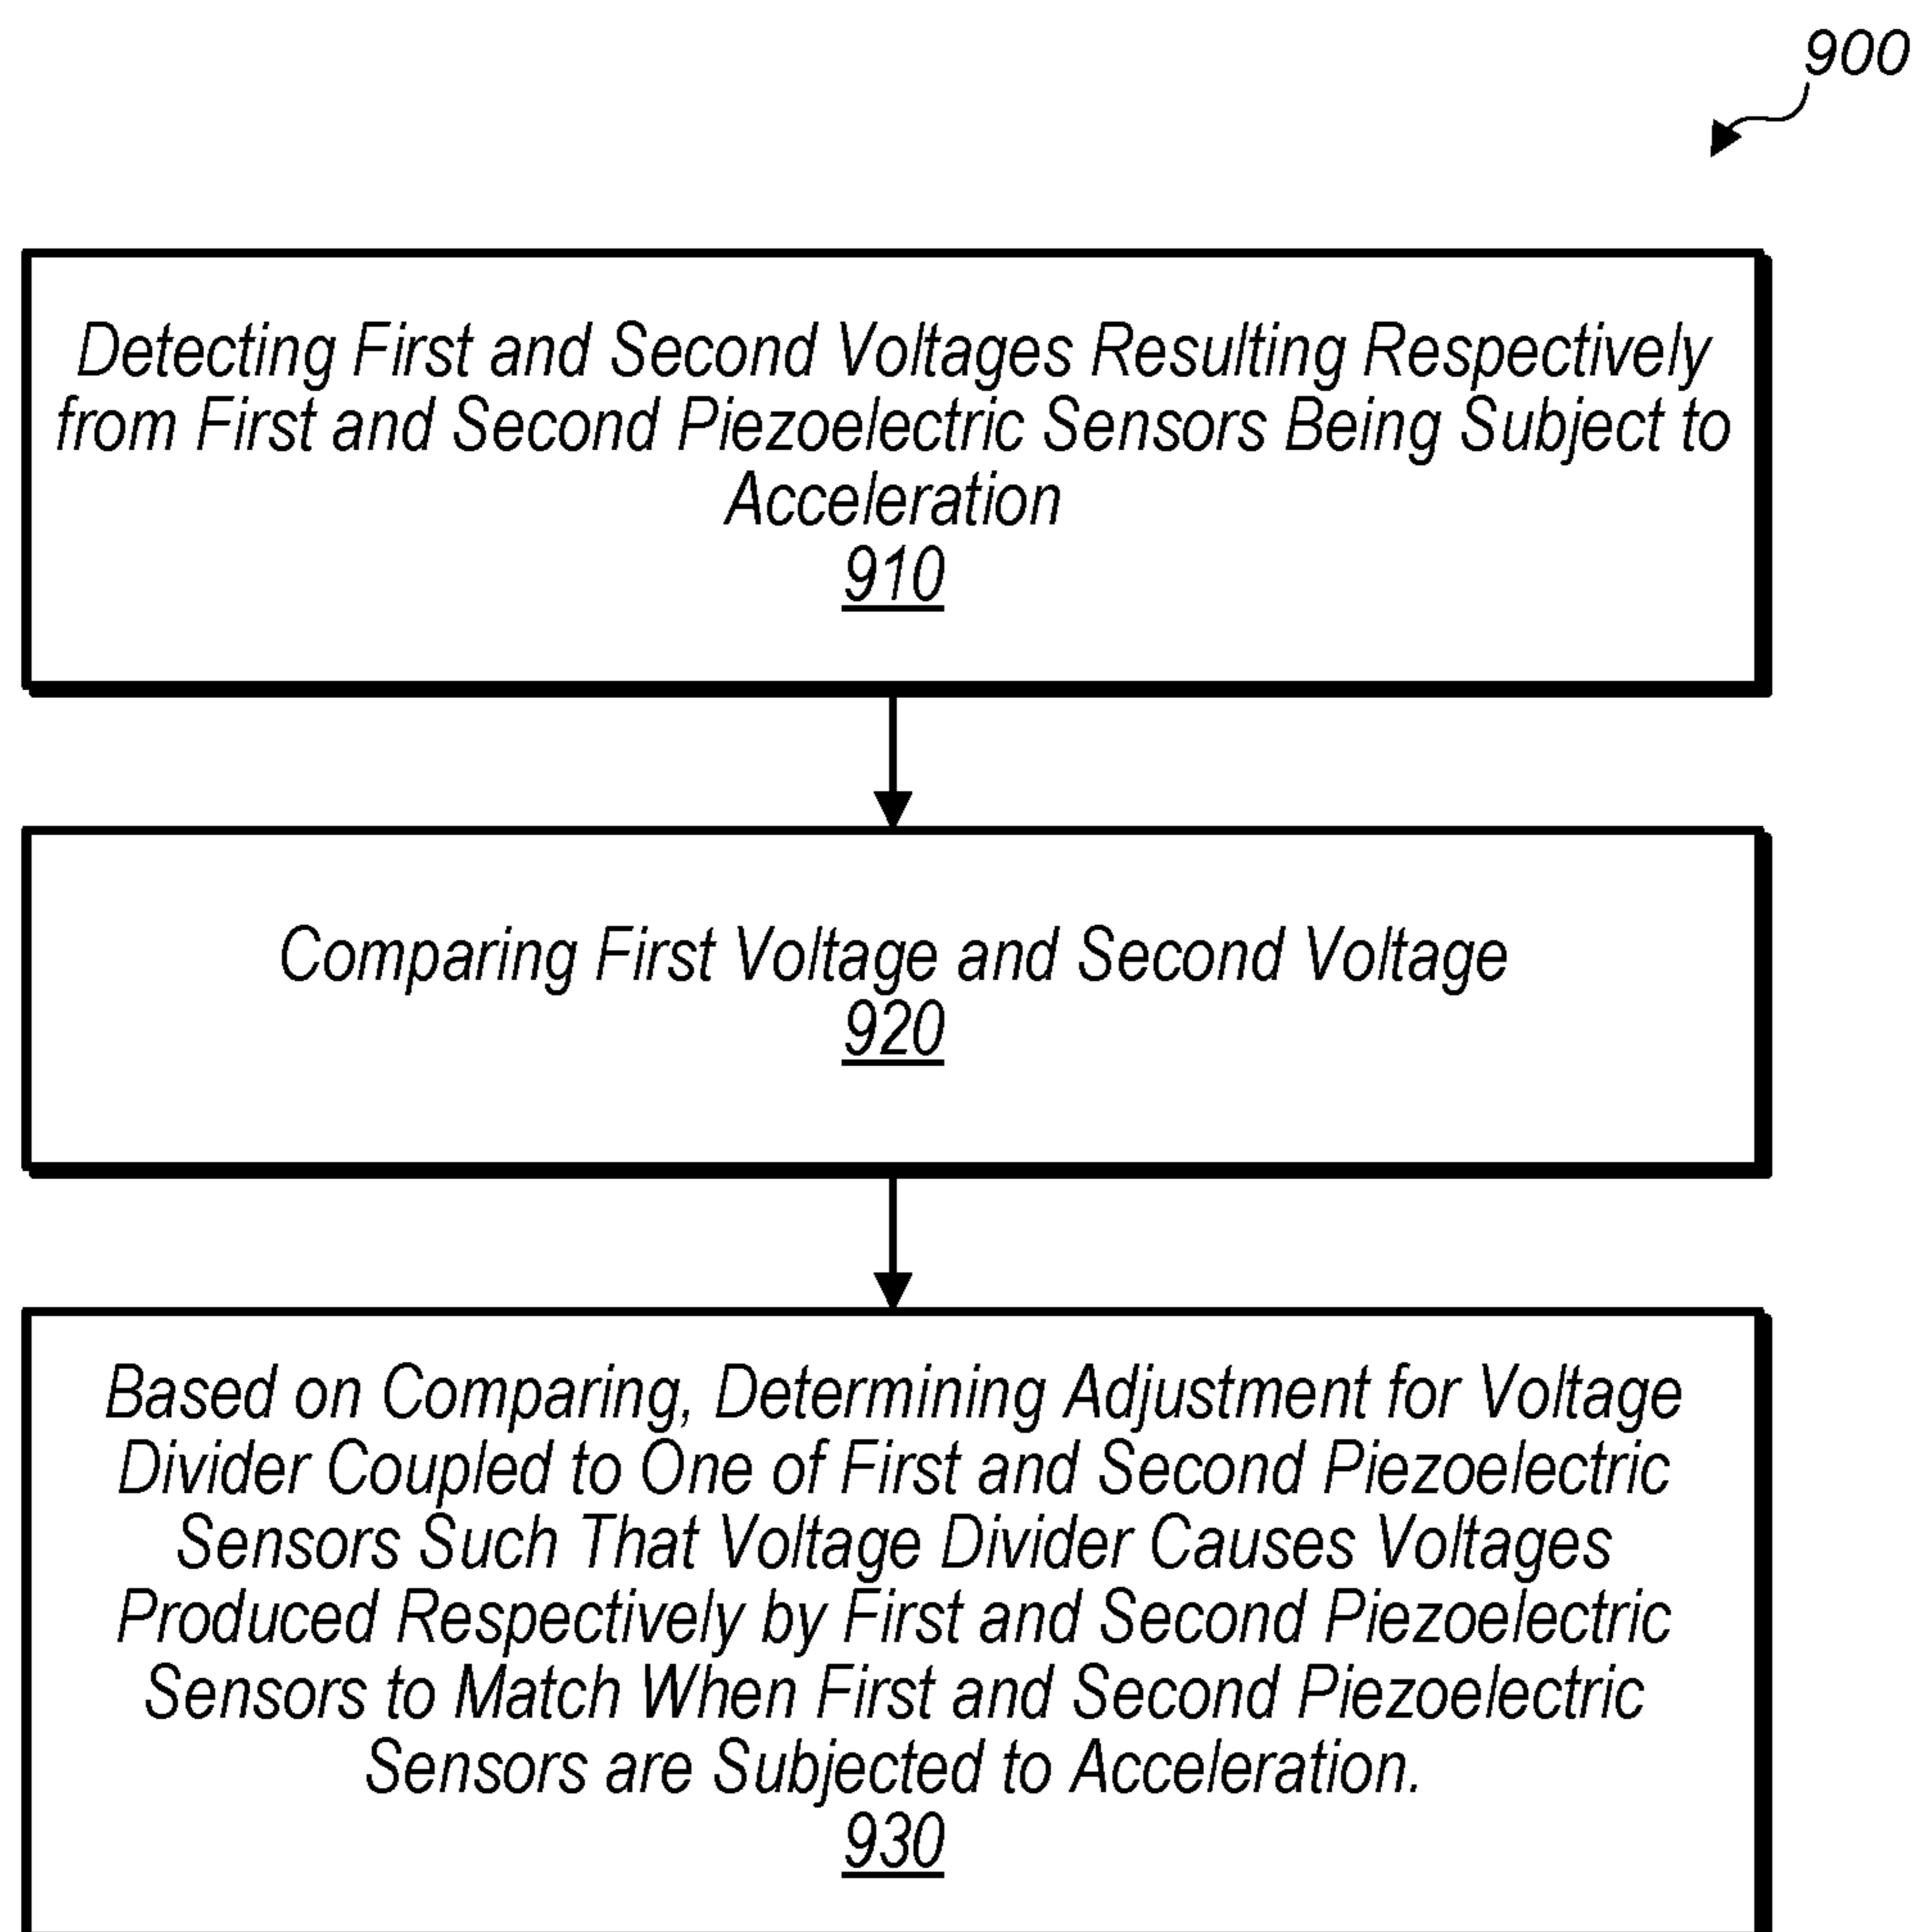 900
Detecting First and Second Voltages Resulting Respectively
from First and Second Piezoelectric Sensors Being Subject to
Acceleration
910
Comparing First Voltage and Second Voltage
920
Based on Comparing, Determining Adjustment for Voltage
Divider Coupled to One of First and Second Piezoelectric
Sensors Such That Voltage Divider Causes Voltages
Produced Respectively by First and Second Piezoelectric
Sensors to Match When First and Second Piezoelectric
Sensors are Subjected to Acceleration.
930